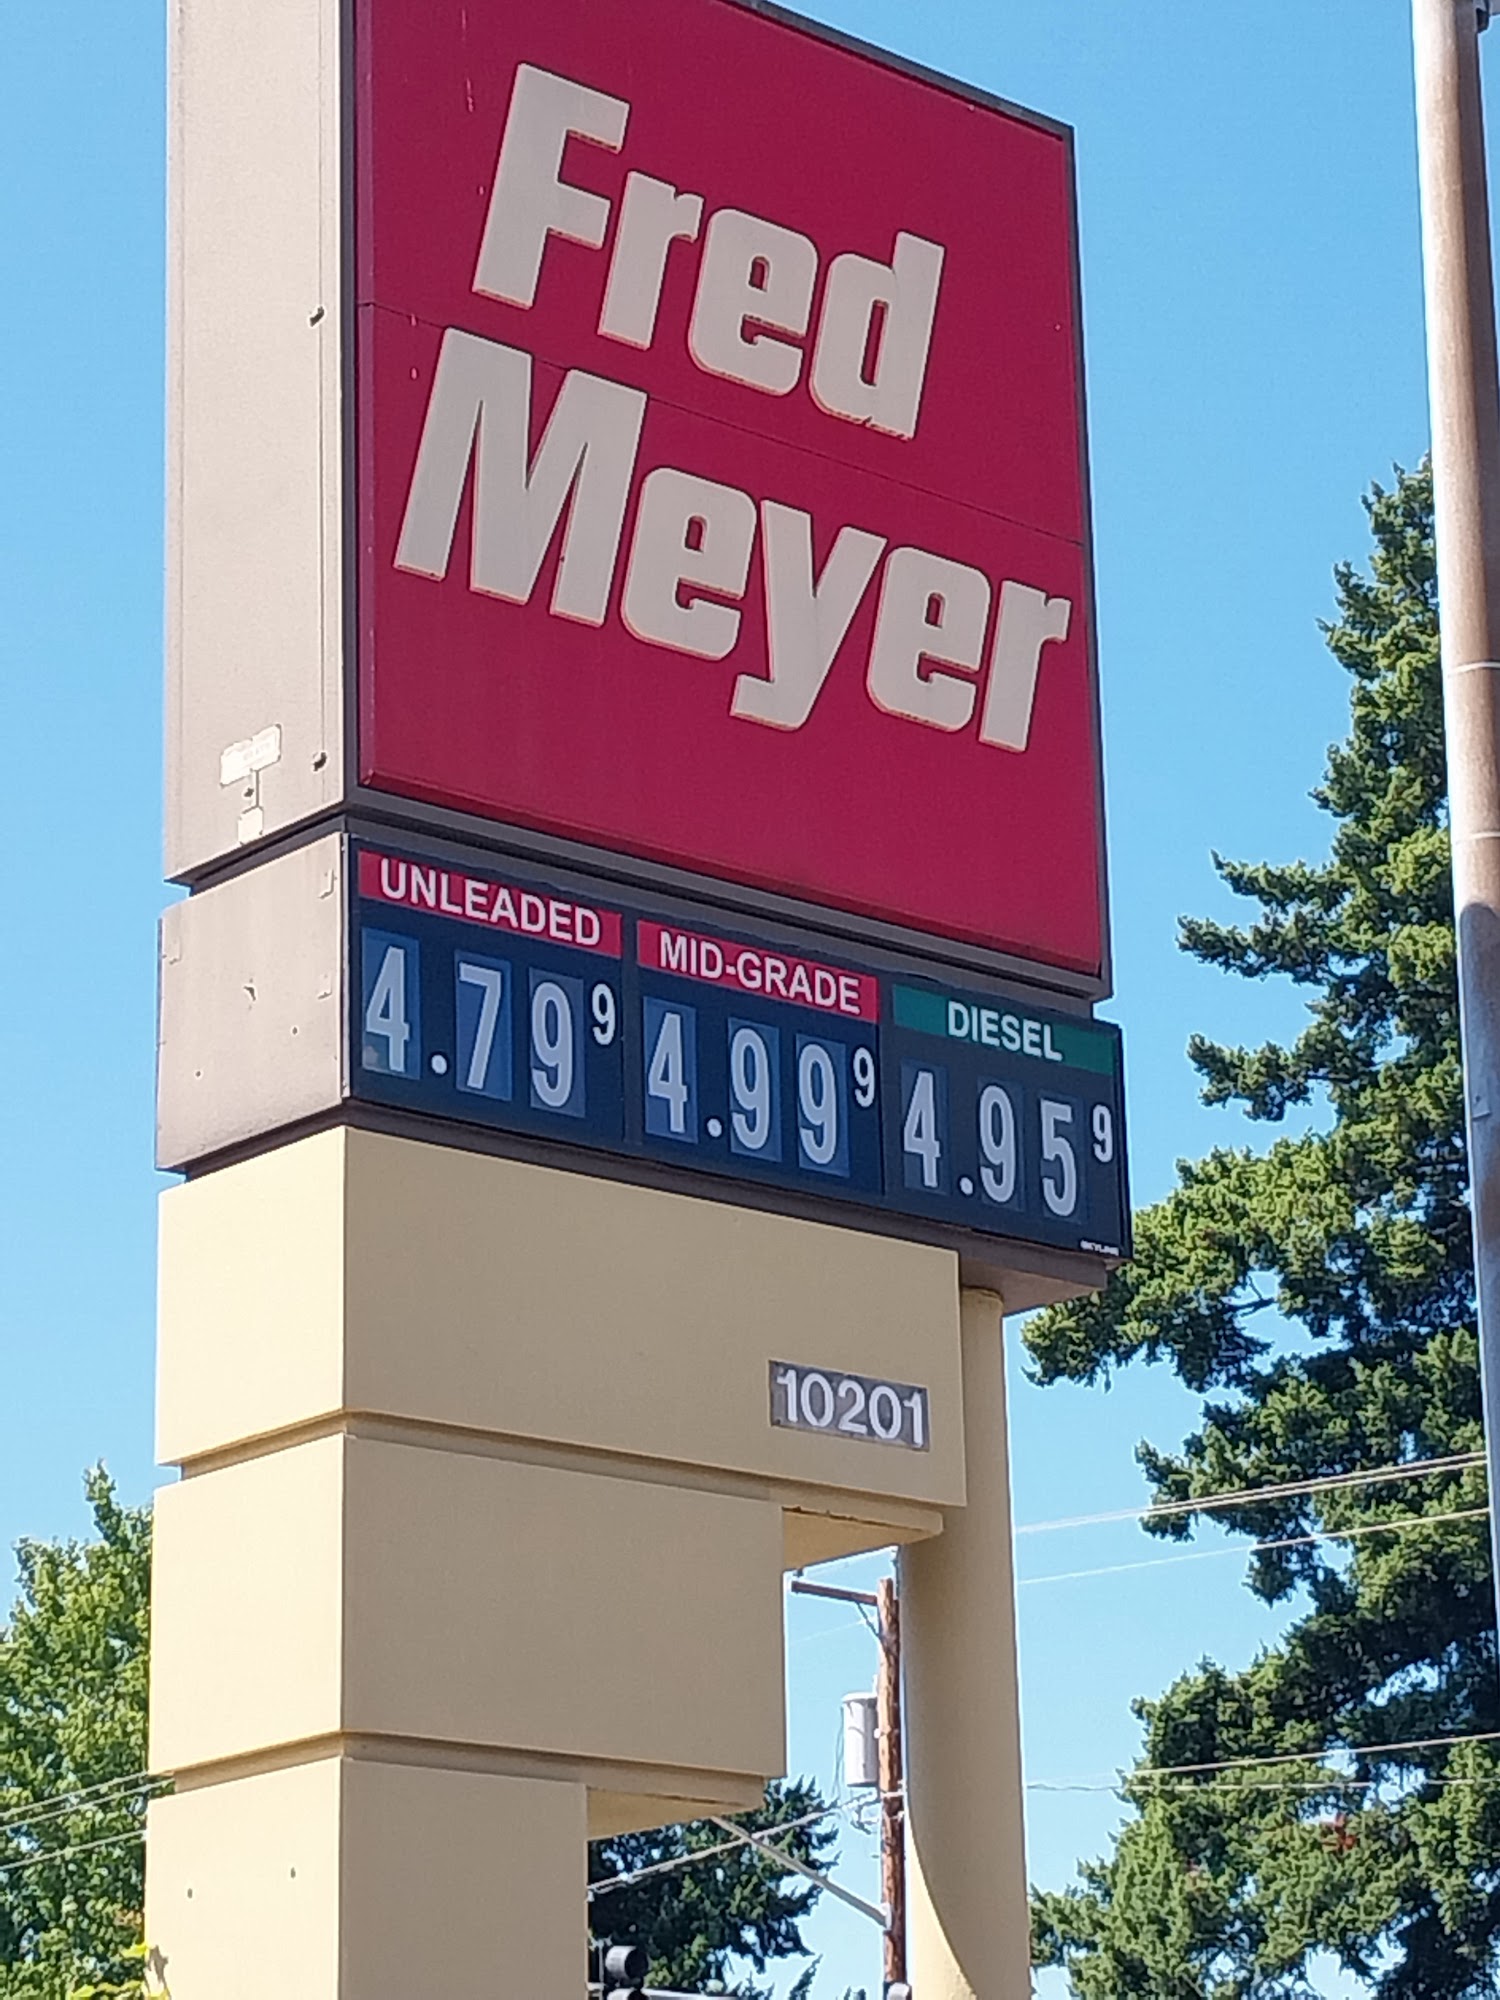 Fred
Meyer
UNLEADED MID-GRADE DIESEL
4.79 9 4.99 9 4.95 9
10201